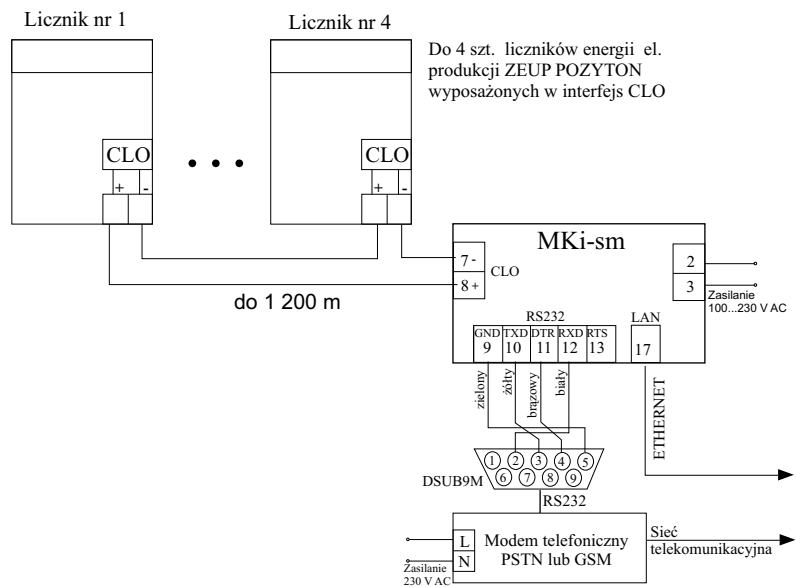 Licznik nr 1
Licznik nr 4
Do 4 szt. liczników energii el.
produkcji ZEUP POZYTON
wyposażonych w interfejs CLO
CLO
+ -
• • •
CLO
+ -
MKi-sm
7 -
8 +
CLO
2
3
Zasilanie
100...230 V AC
do 1 200 m
RS232
LAN
GND TXD DTR RXD RTS
9 10 11 12 13
17
zielony
żółty
brązowy
biały
ETHERNET
1 2 3 4 5
6 7 8 9
DSUB9M
RS232
L
N
Zasilanie
230 V AC
Modem telefoniczny
PSTN lub GSM
Sieć
telekomunikacyjna